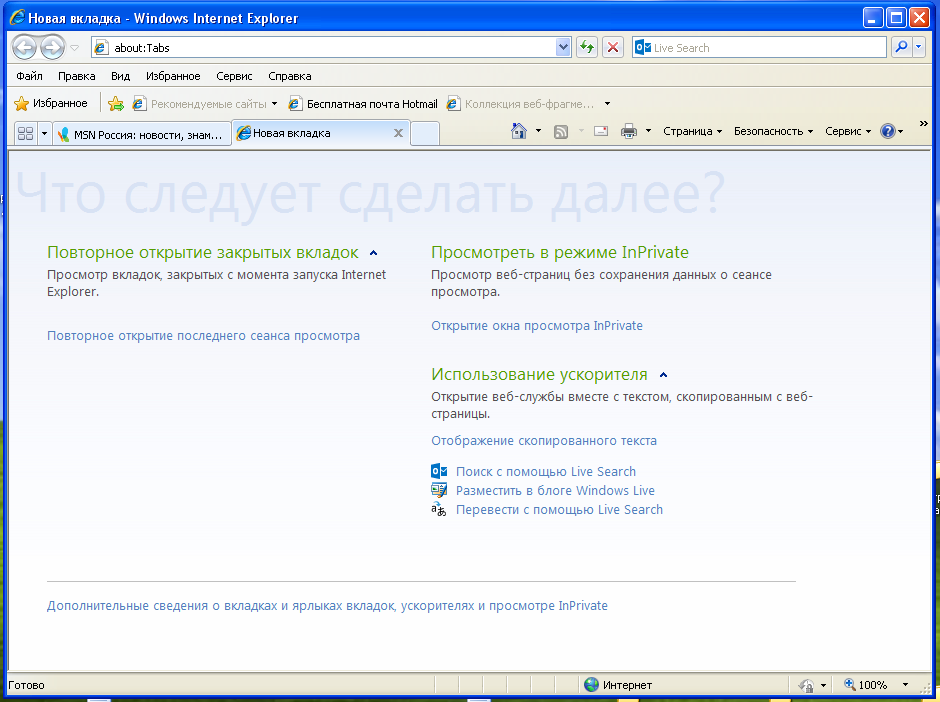 Новая вкладка - Windows Internet Explorer
about:Tabs
Live Search
Файл Правка Вид Избранное Сервис Справка
Избранное Рекомендуемые сайты Бесплатная почта Hotmail Коллекция веб-фрагме...
MSN Россия: новости, знам... Новая вкладка Страница Безопасность Сервис »
Что следует сделать далее?
Повторное открытие закрытых вкладок
Просмотр вкладок, закрытых с момента запуска Internet
Explorer.
Повторное открытие последнего сеанса просмотра
Просмотреть в режиме InPrivate
Просмотр веб-страниц без сохранения данных о сеансе
просмотра.
Открытие окна просмотра InPrivate
Использование ускорителя
Открытие веб-службы вместе с текстом, скопированным с веб-
страницы.
Отображение скопированного текста
Поиск с помощью Live Search
Разместить в блоге Windows Live
Перевести с помощью Live Search
Дополнительные сведения о вкладках и ярлыках вкладок, ускорителях и просмотре InPrivate
Готово Интернет 100%